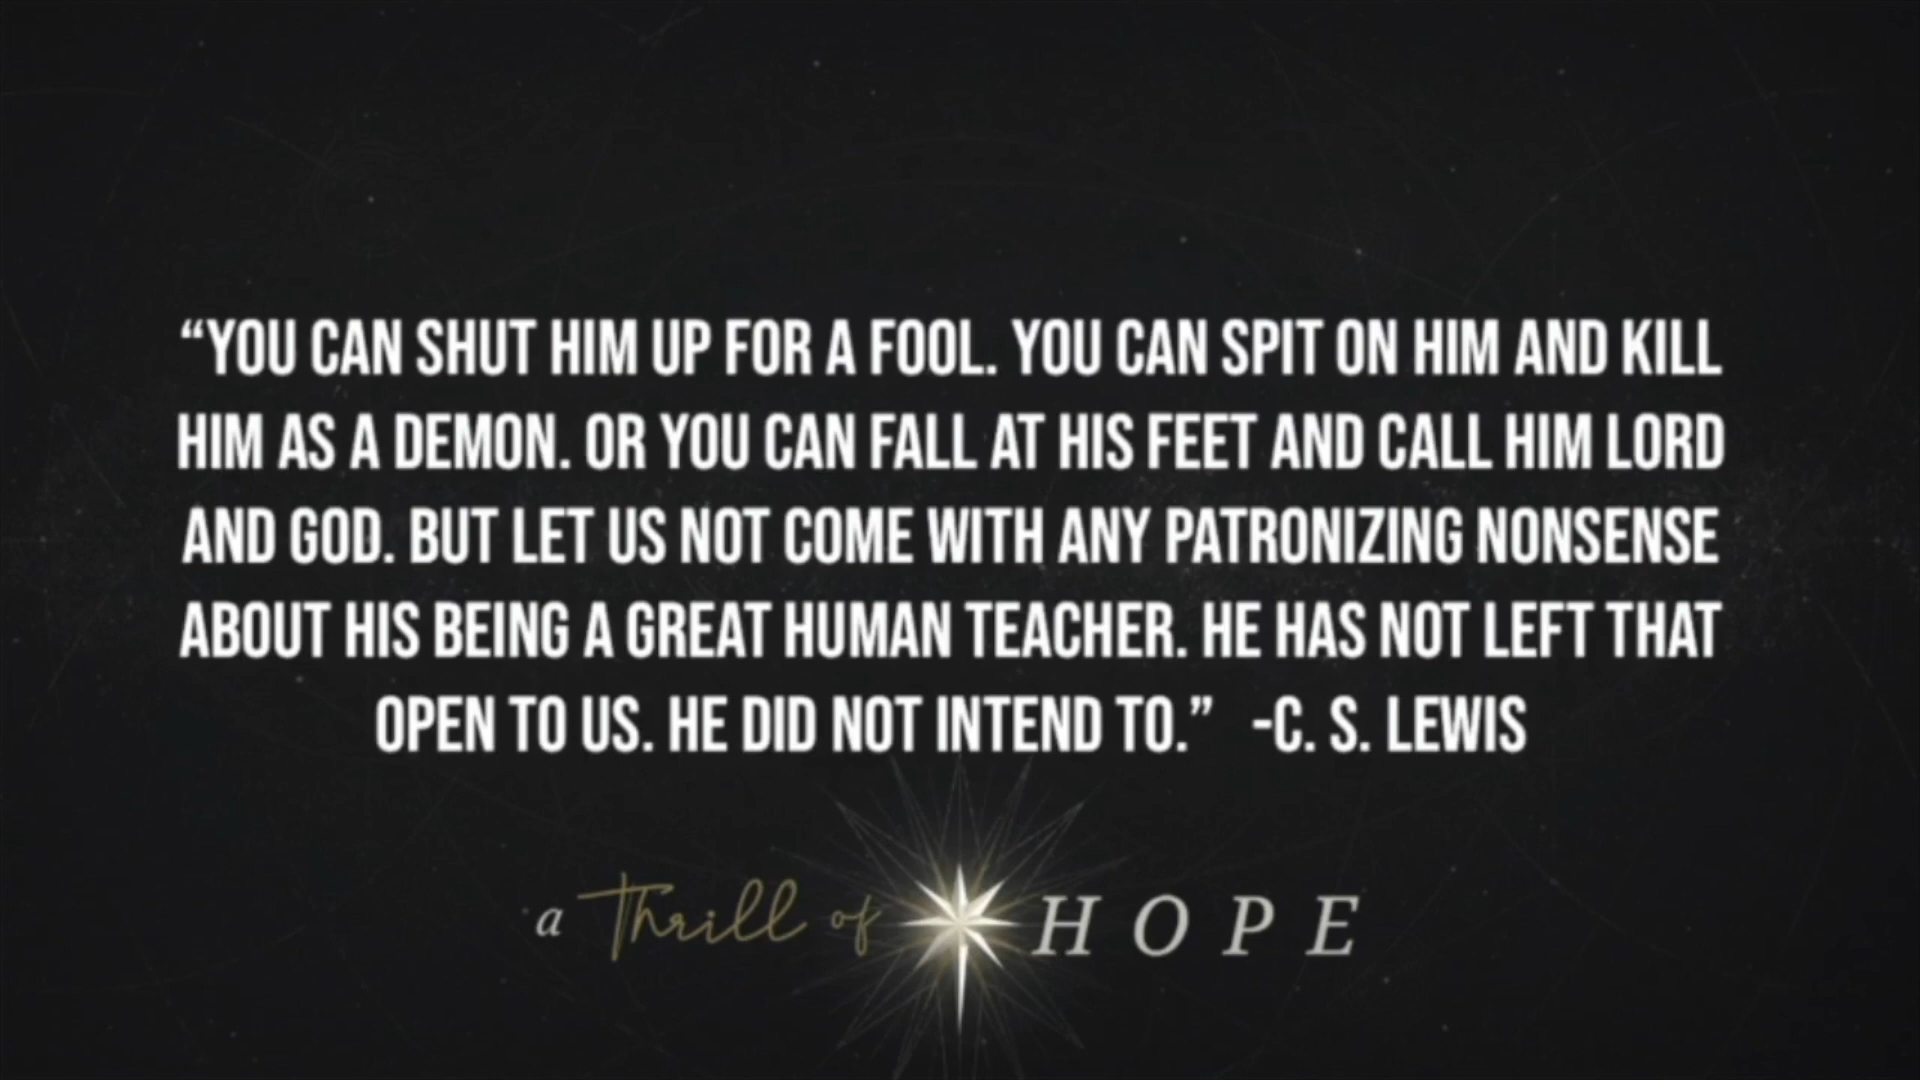 “YOU CAN SHUT HIM UP FOR A FOOL. YOU CAN SPIT ON HIM AND KILL
HIM AS A DEMON. OR YOU CAN FALL AT HIS FEET AND CALL HIM LORD
AND GOD. BUT LET US NOT COME WITH ANY PATRONIZING NONSENSE
ABOUT HIS BEING A GREAT HUMAN TEACHER. HE HAS NOT LEFT THAT
OPEN TO US. HE DID NOT INTEND TO.” -C. S. LEWIS
a Thrill of HOPE